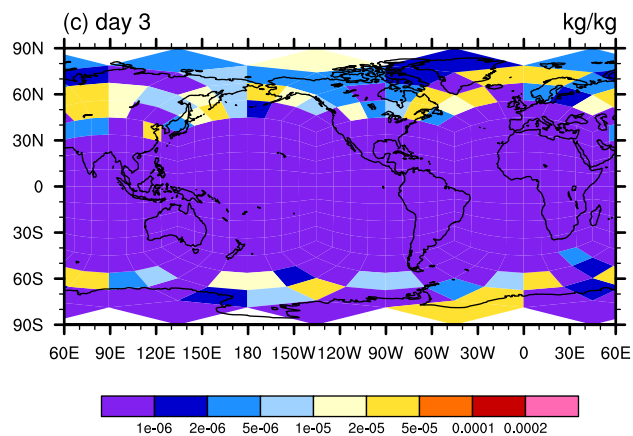 (c) day 3 kg/kg
90N
60N
30N
0
30S
60S
90S
60E 90E 120E 150E 180 150W 120W 90W 60W 30W 0 30E 60E
1e-06 2e-06 5e-06 1e-05 2e-05 5e-05 0.0001 0.0002